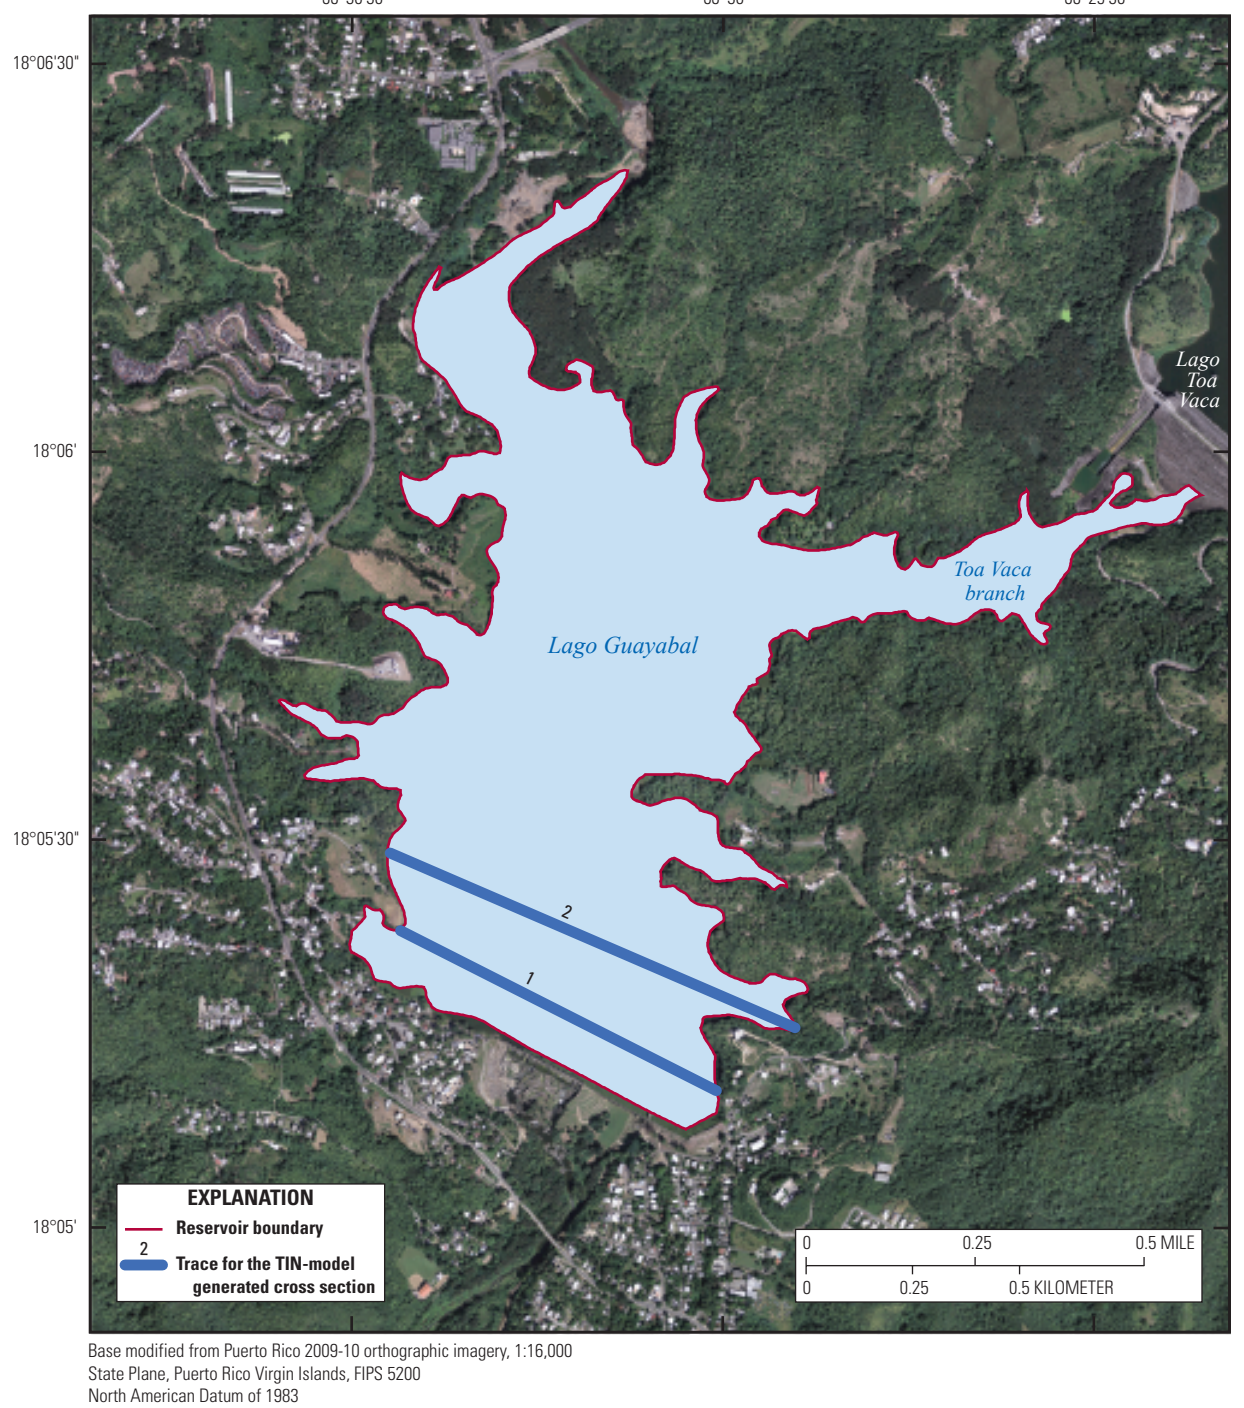 18°06'30"
Lago
Toa
Vaca
18°06'
Toa Vaca
branch
Lago Guayabal
18°05'30"
2
1
EXPLANATION
Reservoir boundary
2
Trace for the TIN-model
generated cross section
18°05'
0 0.25 0.5 MILE
0 0.25 0.5 KILOMETER
Base modified from Puerto Rico 2009-10 orthographic imagery, 1:16,000
State Plane, Puerto Rico Virgin Islands, FIPS 5200
North American Datum of 1983